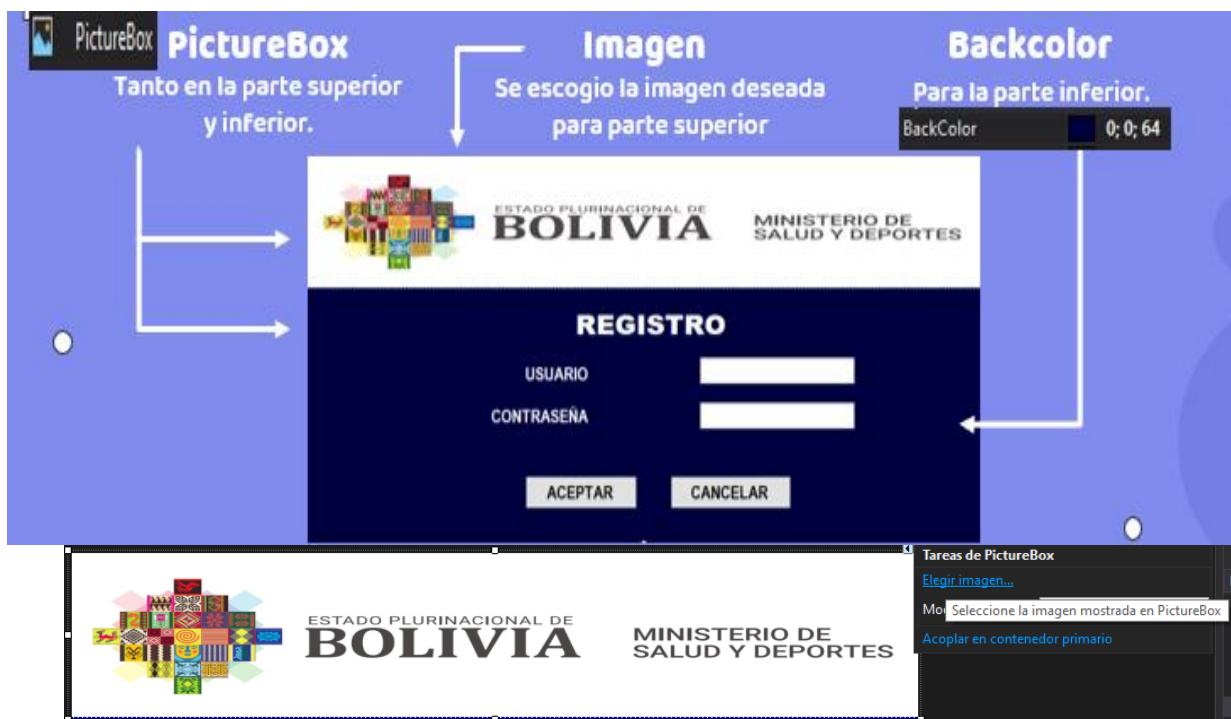 PictureBox
PictureBox
Tanto en la parte superior
y inferior.
Imagen
Se escogio la imagen deseada
para parte superior
Backcolor
Para la parte inferior.
BackColor 0; 0; 64
ESTADO PLURINACIONAL DE
BOLIVIA
MINISTERIO DE
SALUD Y DEPORTES
REGISTRO
USUARIO
CONTRASEÑA
ACEPTAR
CANCELAR
ESTADO PLURINACIONAL DE
BOLIVIA
MINISTERIO DE
SALUD Y DEPORTES
Tareas de PictureBox
Elegir imagen...
Seleccione la imagen mostrada en PictureBox
Acoplar en contenedor primario